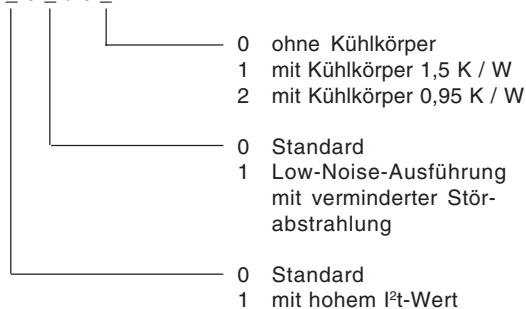 0 ohne Kühlkörper
1 mit Kühlkörper 1,5 K / W
2 mit Kühlkörper 0,95 K / W
0 Standard
1 Low-Noise-Ausführung
mit verminderter Stör-
abstrahlung
0 Standard
1 mit hohem I²t-Wert